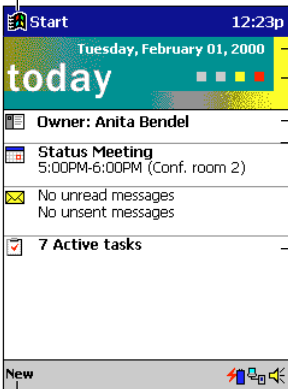 Start 12:23p
Tuesday, February 01, 2000
today
Owner: Anita Bendel
Status Meeting
5:00PM-6:00PM (Conf. room 2)
No unread messages
No unsent messages
7 Active tasks
New